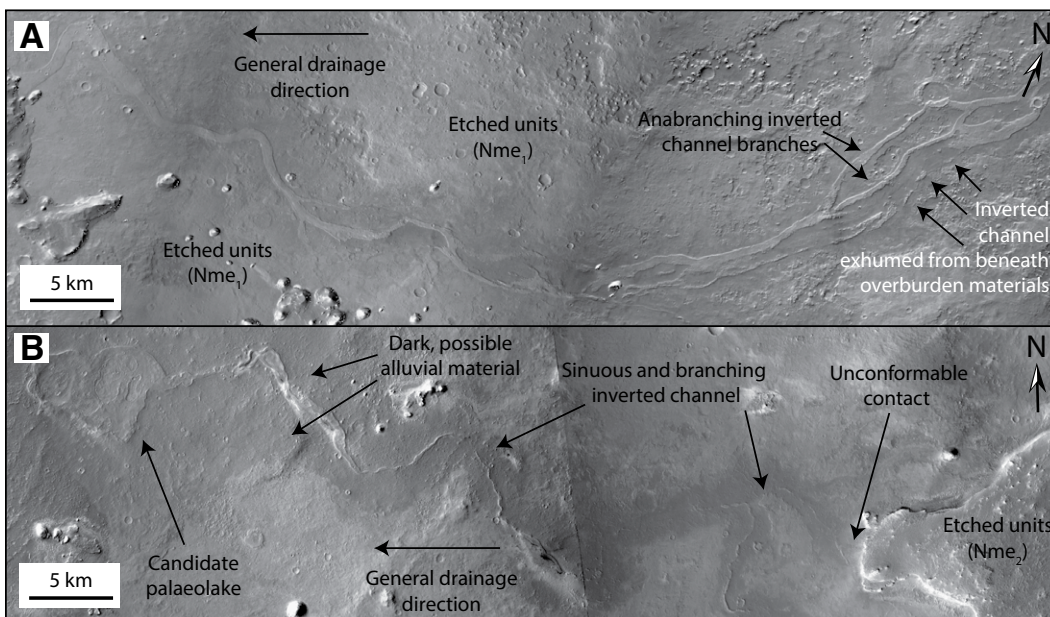 A
General drainage
direction
N
Etched units
(Nme1)
Anabranching inverted
channel branches
Inverted
channel
exhumed from beneath
overburden materials
Etched units
(Nme1)
5 km
B
Dark, possible
alluvial material
Sinuous and branching
inverted channel
Unconformable
contact
N
Etched units
(Nme2)
Candidate
palaeolake
General drainage
direction
5 km